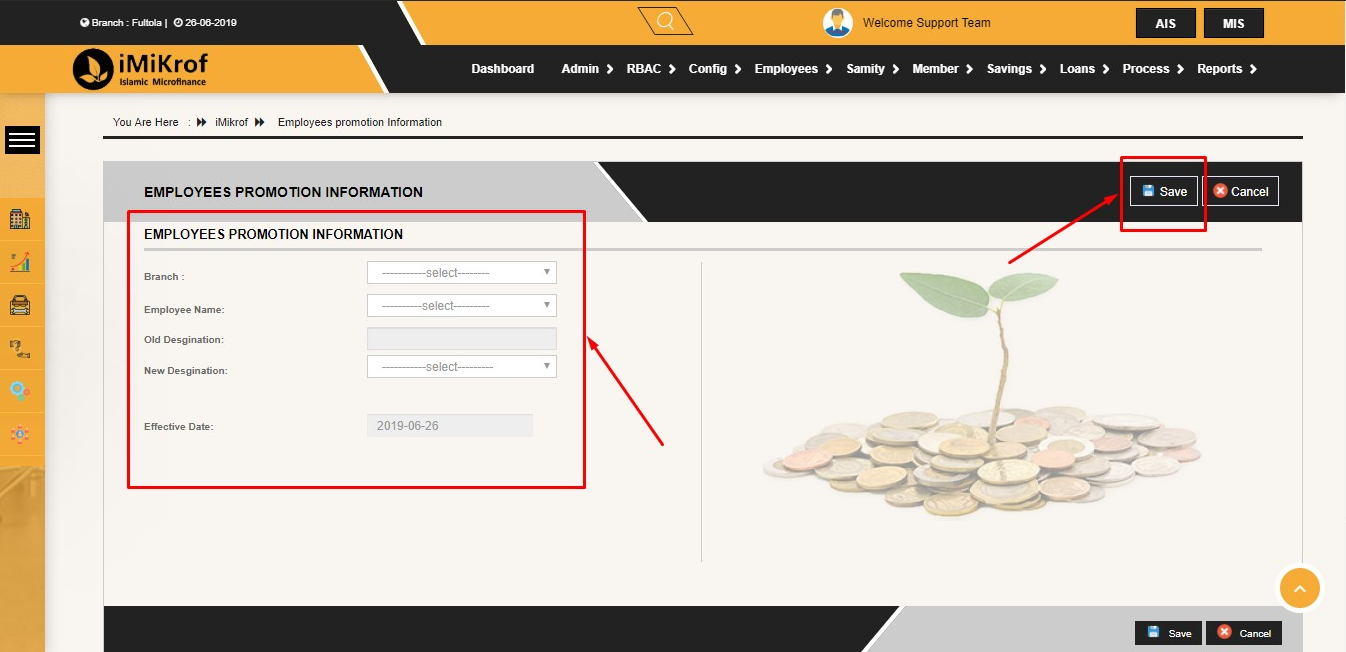 Branch : Fultola | 26-06-2019
Welcome Support Team
AIS MIS
iMiKrof
Islamic Microfinance
Dashboard Admin RBAC Config Employees Samity Member Savings Loans Process Reports
You Are Here : iMikrof Employees promotion Information
EMPLOYEES PROMOTION INFORMATION
Save Cancel
EMPLOYEES PROMOTION INFORMATION
Branch : -----------select--------
Employee Name: ----------select---------
Old Desgination:
New Desgination: -----------select---------
Effective Date: 2019-06-26
Save Cancel